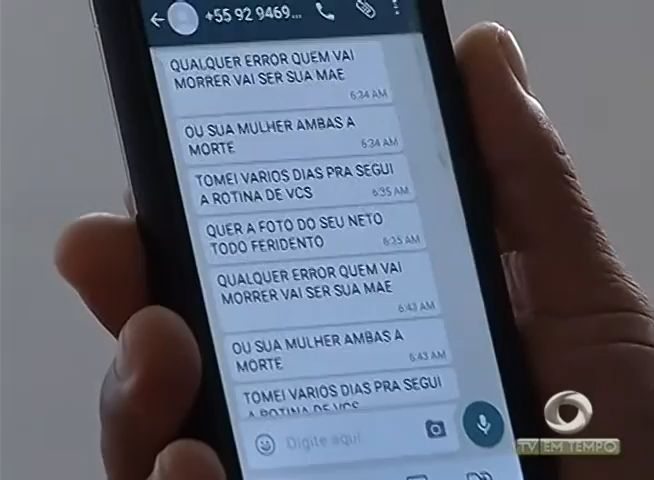 +55 92 9469...
QUALQUER ERROR QUEM VAI
MORRER VAI SER SUA MAE
6:34 AM
OU SUA MULHER AMBAS A
MORTE
6:34 AM
TOMEI VARIOS DIAS PRA SEGUI
A ROTINA DE VCS
6:35 AM
QUER A FOTO DO SEU NETO
TODO FERIDENTO
6:35 AM
QUALQUER ERROR QUEM VAI
MORRER VAI SER SUA MAE
6:43 AM
OU SUA MULHER AMBAS A
MORTE
6:43 AM
TOMEI VARIOS DIAS PRA SEGUI
A ROTINA DE VCS
Digite aqui
TV EM TEMPO